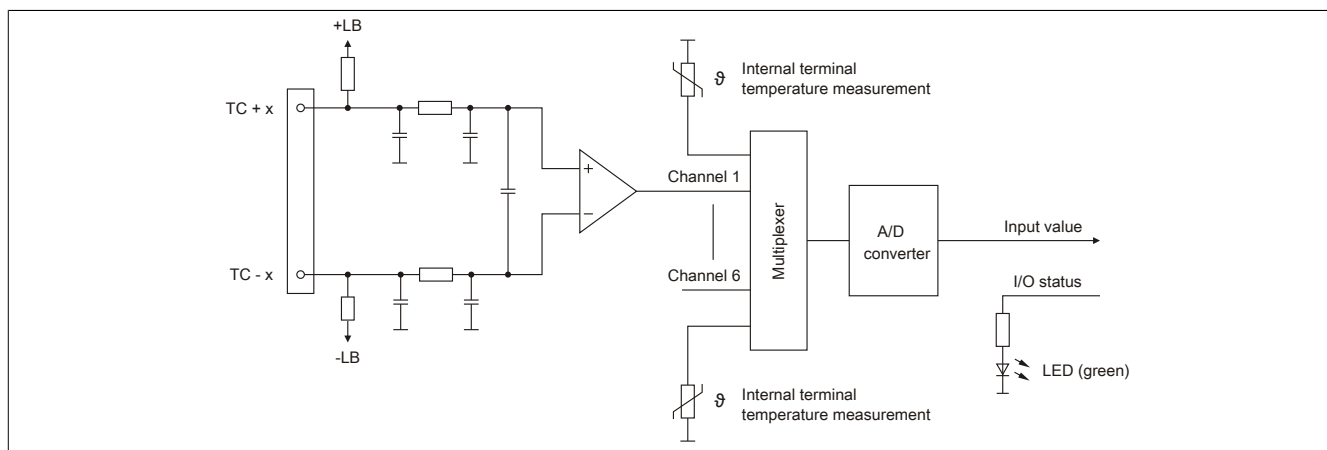 +LB
TC + x
TC - x
-LB
+
−
ϑ
Internal terminal
temperature measurement
Channel 1
Channel 6
Multiplexer
A/D
converter
Input value
I/O status
LED (green)
ϑ
Internal terminal
temperature measurement